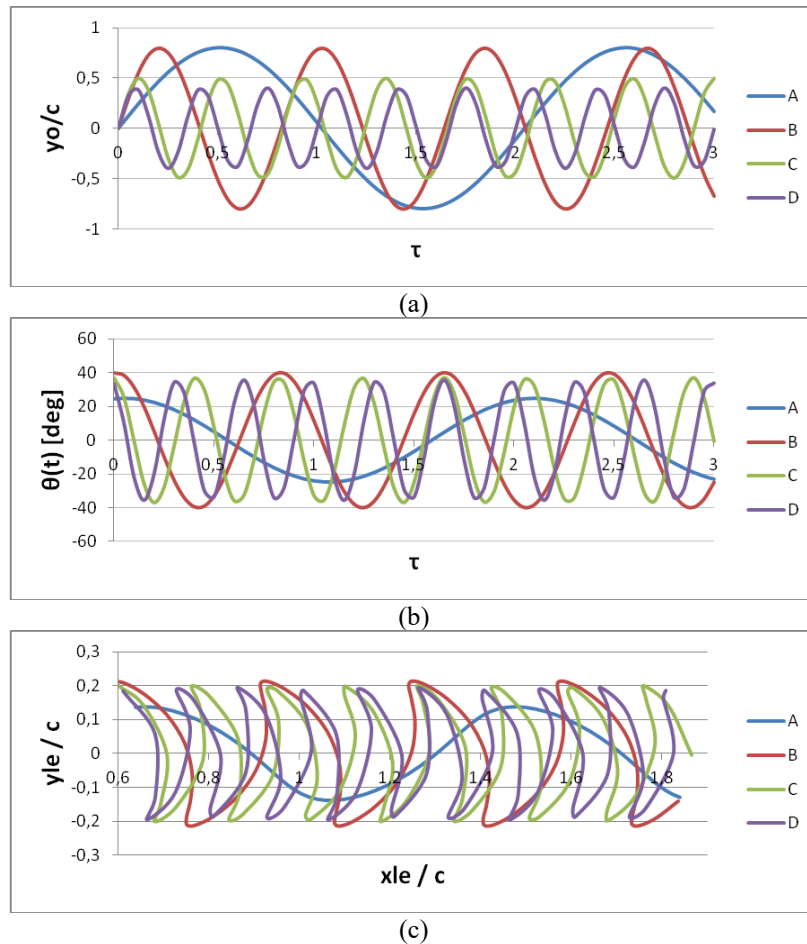 1
0,5
0
-0,5
-1
yo/c
0 0,5 1 1,5 2 2,5 3
τ
A
B
C
D
(a)
60
40
20
0
-20
-40
-60
θ(t) [deg]
0 0,5 1 1,5 2 2,5 3
τ
A
B
C
D
(b)
0,3
0,2
0,1
0
-0,1
-0,2
-0,3
yle / c
0,6 0,8 1 1,2 1,4 1,6 1,8
xle / c
A
B
C
D
(c)